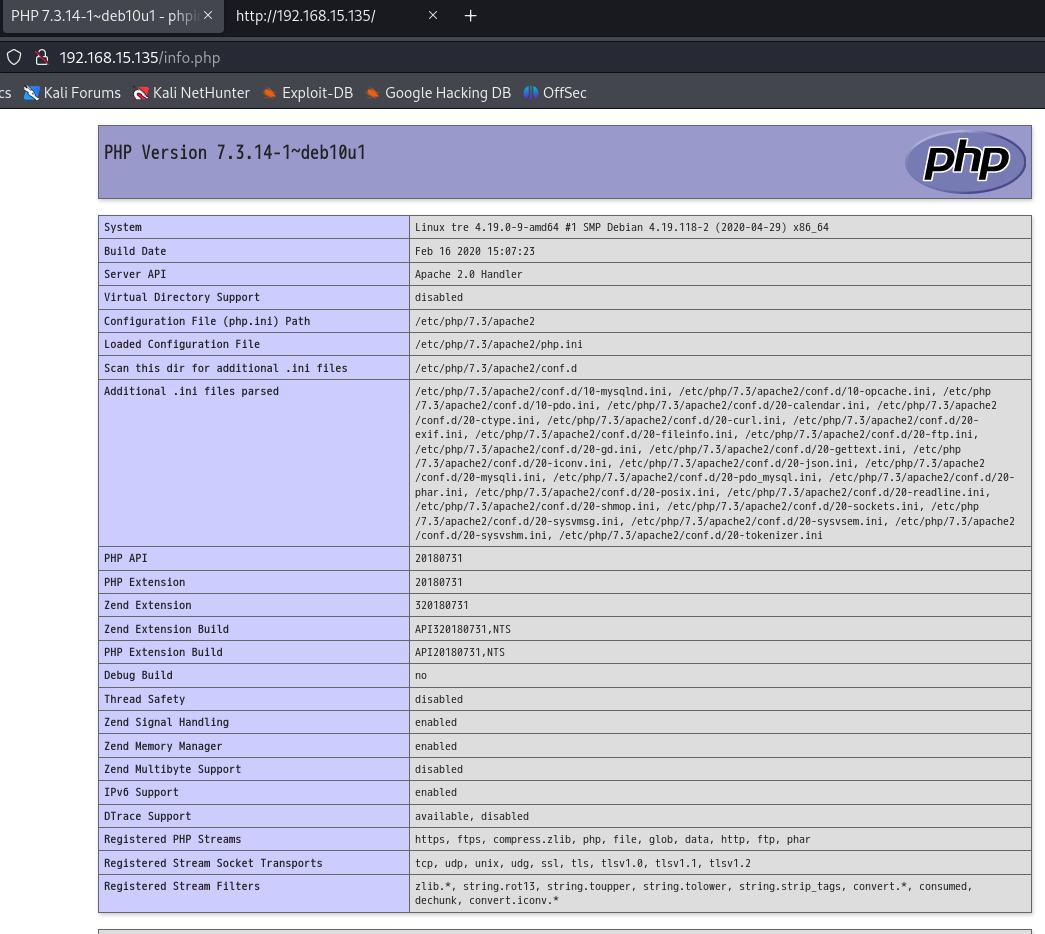 PHP 7.3.14-1~deb10u1 - phpi
http://192.168.15.135/
192.168.15.135/info.php
cs Kali Forums Kali NetHunter Exploit-DB Google Hacking DB OffSec
PHP Version 7.3.14-1~deb10u1
php
System Linux tre 4.19.0-9-amd64 #1 SMP Debian 4.19.118-2 (2020-04-29) x86_64
Build Date Feb 16 2020 15:07:23
Server API Apache 2.0 Handler
Virtual Directory Support disabled
Configuration File (php.ini) Path /etc/php/7.3/apache2
Loaded Configuration File /etc/php/7.3/apache2/php.ini
Scan this dir for additional .ini files /etc/php/7.3/apache2/conf.d
Additional .ini files parsed /etc/php/7.3/apache2/conf.d/10-mysqlnd.ini, /etc/php/7.3/apache2/conf.d/10-opcache.ini, /etc/php
/7.3/apache2/conf.d/10-pdo.ini, /etc/php/7.3/apache2/conf.d/20-calendar.ini, /etc/php/7.3/apache2
/conf.d/20-ctype.ini, /etc/php/7.3/apache2/conf.d/20-curl.ini, /etc/php/7.3/apache2/conf.d/20-
exif.ini, /etc/php/7.3/apache2/conf.d/20-fileinfo.ini, /etc/php/7.3/apache2/conf.d/20-ftp.ini,
/etc/php/7.3/apache2/conf.d/20-gd.ini, /etc/php/7.3/apache2/conf.d/20-gettext.ini, /etc/php
/7.3/apache2/conf.d/20-iconv.ini, /etc/php/7.3/apache2/conf.d/20-json.ini, /etc/php/7.3/apache2
/conf.d/20-mysqli.ini, /etc/php/7.3/apache2/conf.d/20-pdo_mysql.ini, /etc/php/7.3/apache2/conf.d/20-
phar.ini, /etc/php/7.3/apache2/conf.d/20-posix.ini, /etc/php/7.3/apache2/conf.d/20-readline.ini,
/etc/php/7.3/apache2/conf.d/20-shmop.ini, /etc/php/7.3/apache2/conf.d/20-sockets.ini, /etc/php
/7.3/apache2/conf.d/20-sysvmsg.ini, /etc/php/7.3/apache2/conf.d/20-sysvsem.ini, /etc/php/7.3/apache2
/conf.d/20-sysvshm.ini, /etc/php/7.3/apache2/conf.d/20-tokenizer.ini
PHP API 20180731
PHP Extension 20180731
Zend Extension 320180731
Zend Extension Build API320180731,NTS
PHP Extension Build API20180731,NTS
Debug Build no
Thread Safety disabled
Zend Signal Handling enabled
Zend Memory Manager enabled
Zend Multibyte Support disabled
IPv6 Support enabled
DTrace Support available, disabled
Registered PHP Streams https, ftps, compress.zlib, php, file, glob, data, http, ftp, phar
Registered Stream Socket Transports tcp, udp, unix, udg, ssl, tls, tlsv1.0, tlsv1.1, tlsv1.2
Registered Stream Filters zlib.*, string.rot13, string.toupper, string.tolower, string.strip_tags, convert.*, consumed,
dechunk, convert.iconv.*